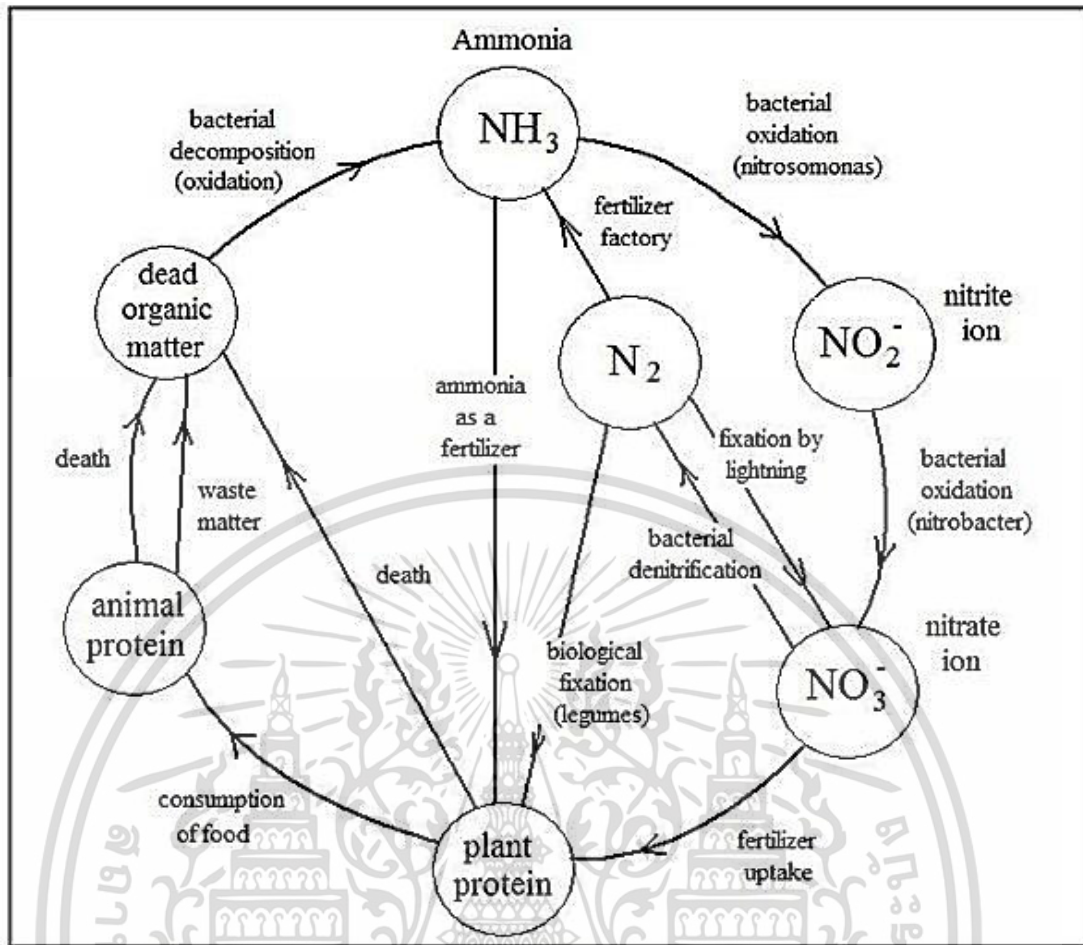 Ammonia
NH₃
bacterial
decomposition
(oxidation)
bacterial
oxidation
(nitrosomonas)
fertilizer
factory
dead
organic
matter
N₂
NO₂⁻
nitrite
ion
ammonia
as a
fertilizer
fixation by
lightning
death
waste
matter
bacterial
oxidation
(nitrobacter)
bacterial
denitrification
death
animal
protein
biological
fixation
(legumes)
NO₃⁻
nitrate
ion
consumption
of food
plant
protein
fertilizer
uptake